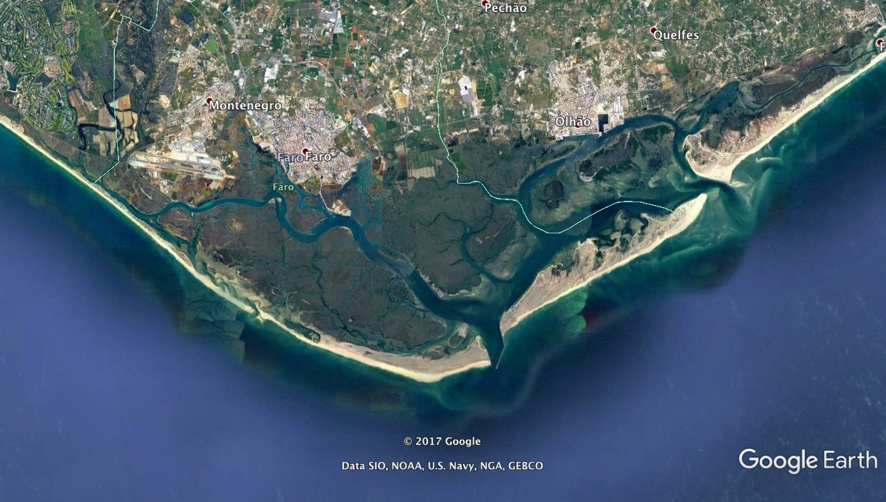 Pechão
Quelfes
Montenegro
Olhão
Faro Faro
Faro
© 2017 Google
Data SIO, NOAA, U.S. Navy, NGA, GEBCO
Google Earth